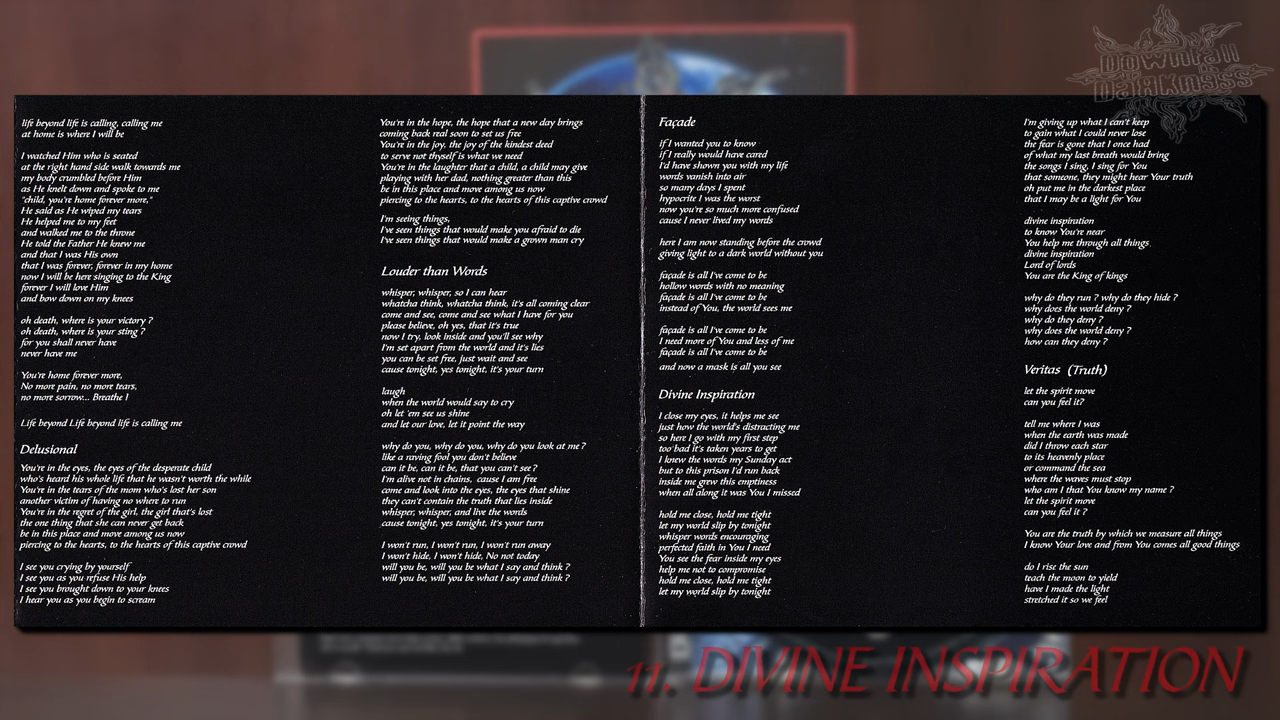 life beyond life is calling, calling me
at home is where I will be

I watched Him who is seated
at the right hand side walk towards me
my body crumbled before Him
as He knelt down and spoke to me
"child, you're home forever more,"
He said as He wiped my tears
He helped me to my feet
and walked me to the throne
He told the Father He knew me
and that I was His own
that I was forever, forever in my home
now I will be here singing to the King
forever I will love Him
and bow down on my knees

oh death, where is your victory ?
oh death, where is your sting ?
for you shall never have
never have me

You're home forever more,
No more pain, no more tears,
no more sorrow... Breathe !

Life beyond Life beyond life is calling me

Delusional
You're in the eyes, the eyes of the desperate child
who's heard his whole life that he wasn't worth the while
You're in the tears of the mom who's lost her son
another victim of having no where to run
You're in the regret of the girl, the girl that's lost
the one thing that she can never get back
be in this place and move among us now
piercing to the hearts, to the hearts of this captive crowd

I see you crying by yourself
I see you as you refuse His help
I see you brought down to your knees
I hear you as you begin to scream

You're in the hope, the hope that a new day brings
coming back real soon to set us free
You're in the joy, the joy of the kindest deed
to serve not thyself is what we need
You're in the laughter that a child, a child may give
playing with her dad, nothing greater than this
be in this place and move among us now
piercing to the hearts, to the hearts of this captive crowd

I'm seeing things,
I've seen things that would make you afraid to die
I've seen things that would make a grown man cry

Louder than Words

whisper, whisper, so I can hear
whatcha think, whatcha think, it's all coming clear
come and see, come and see what I have for you
please believe, oh yes, that it's true
now I try, look inside and you'll see why
I'm set apart from the world and it's lies
you can be set free, just wait and see
cause tonight, yes tonight, it's your turn

laugh
when the world would say to cry
oh let 'em see us shine
and let our love, let it point the way

why do you, why do you, why do you look at me ?
like a raving fool you don't believe
can it be, can it be, that you can't see ?
I'm alive not in chains, cause I am free
come and look into the eyes, the eyes that shine
they can't contain the truth that lies inside
whisper, whisper, and live the words
cause tonight, yes tonight, it's your turn

I won't run, I won't run, I won't run away
I won't hide, I won't hide, No not today
will you be, will you be what I say and think ?
will you be, will you be what I say and think ?

Façade

if I wanted you to know
if I really would have cared
I'd have shown you with my life
words vanish into air
so many days I spent
hypocrite I was the worst
now you're so much more confused
cause I never lived my words

here I am now standing before the crowd
giving light to a dark world without you

façade is all I've come to be
hollow words with no meaning
façade is all I've come to be
instead of You, the world sees me

façade is all I've come to be
I need more of You and less of me
façade is all I've come to be
and now a mask is all you see

Divine Inspiration

I close my eyes, it helps me see
just how the world's distracting me
so here I go with my first step
too bad it's taken years to get
I knew the words my Sunday act
but to this prison I'd run back
inside me grew this emptiness
when all along it was You I missed

hold me close, hold me tight
let my world slip by tonight
whisper words encouraging
perfected faith in You I need
You see the fear inside my eyes
help me not to compromise
hold me close, hold me tight
let my world slip by tonight

I'm giving up what I can't keep
to gain what I could never lose
the fear is gone that I once had
of what my last breath would bring
the songs I sing, I sing for You
that someone, they might hear Your truth
oh put me in the darkest place
that I may be a light for You

divine inspiration
to know You're near
You help me through all things
divine inspiration
Lord of lords
You are the King of kings

why do they run ? why do they hide ?
why does the world deny ?
why do they deny ?
why does the world deny ?
how can they deny ?

Veritas (Truth)

let the spirit move
can you feel it?

tell me where I was
when the earth was made
did I throw each star
to its heavenly place
or command the sea
where the waves must stop
who am I that You know my name ?
let the spirit move
can you feel it ?

You are the truth by which we measure all things
I know Your love and from You comes all good things

do I rise the sun
teach the moon to yield
have I made the light
stretched it so we feel

Downfall
Darkness
11. DIVINE INSPIRATION